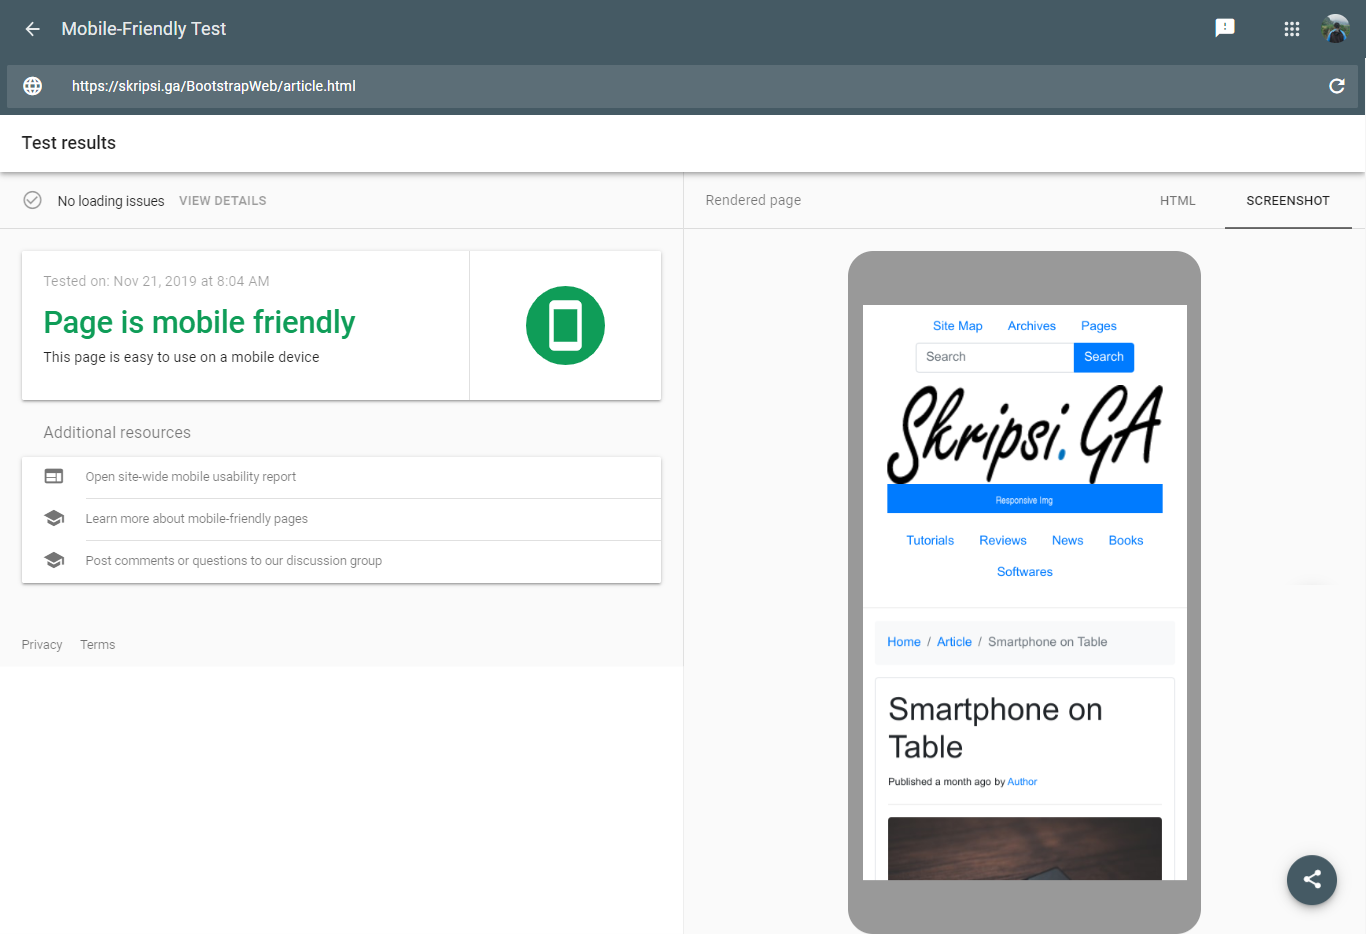 Mobile-Friendly Test
https://skripsi.ga/BootstrapWeb/article.html
Test results
No loading issues VIEW DETAILS
Tested on: Nov 21, 2019 at 8:04 AM
Page is mobile friendly
This page is easy to use on a mobile device
Additional resources
Open site-wide mobile usability report
Learn more about mobile-friendly pages
Post comments or questions to our discussion group
Privacy Terms
Rendered page HTML SCREENSHOT
Site Map Archives Pages
Search Search
Skripsi.GA
Responsive Img
Tutorials Reviews News Books
Softwares
Home / Article / Smartphone on Table
Smartphone on
Table
Published a month ago by Author